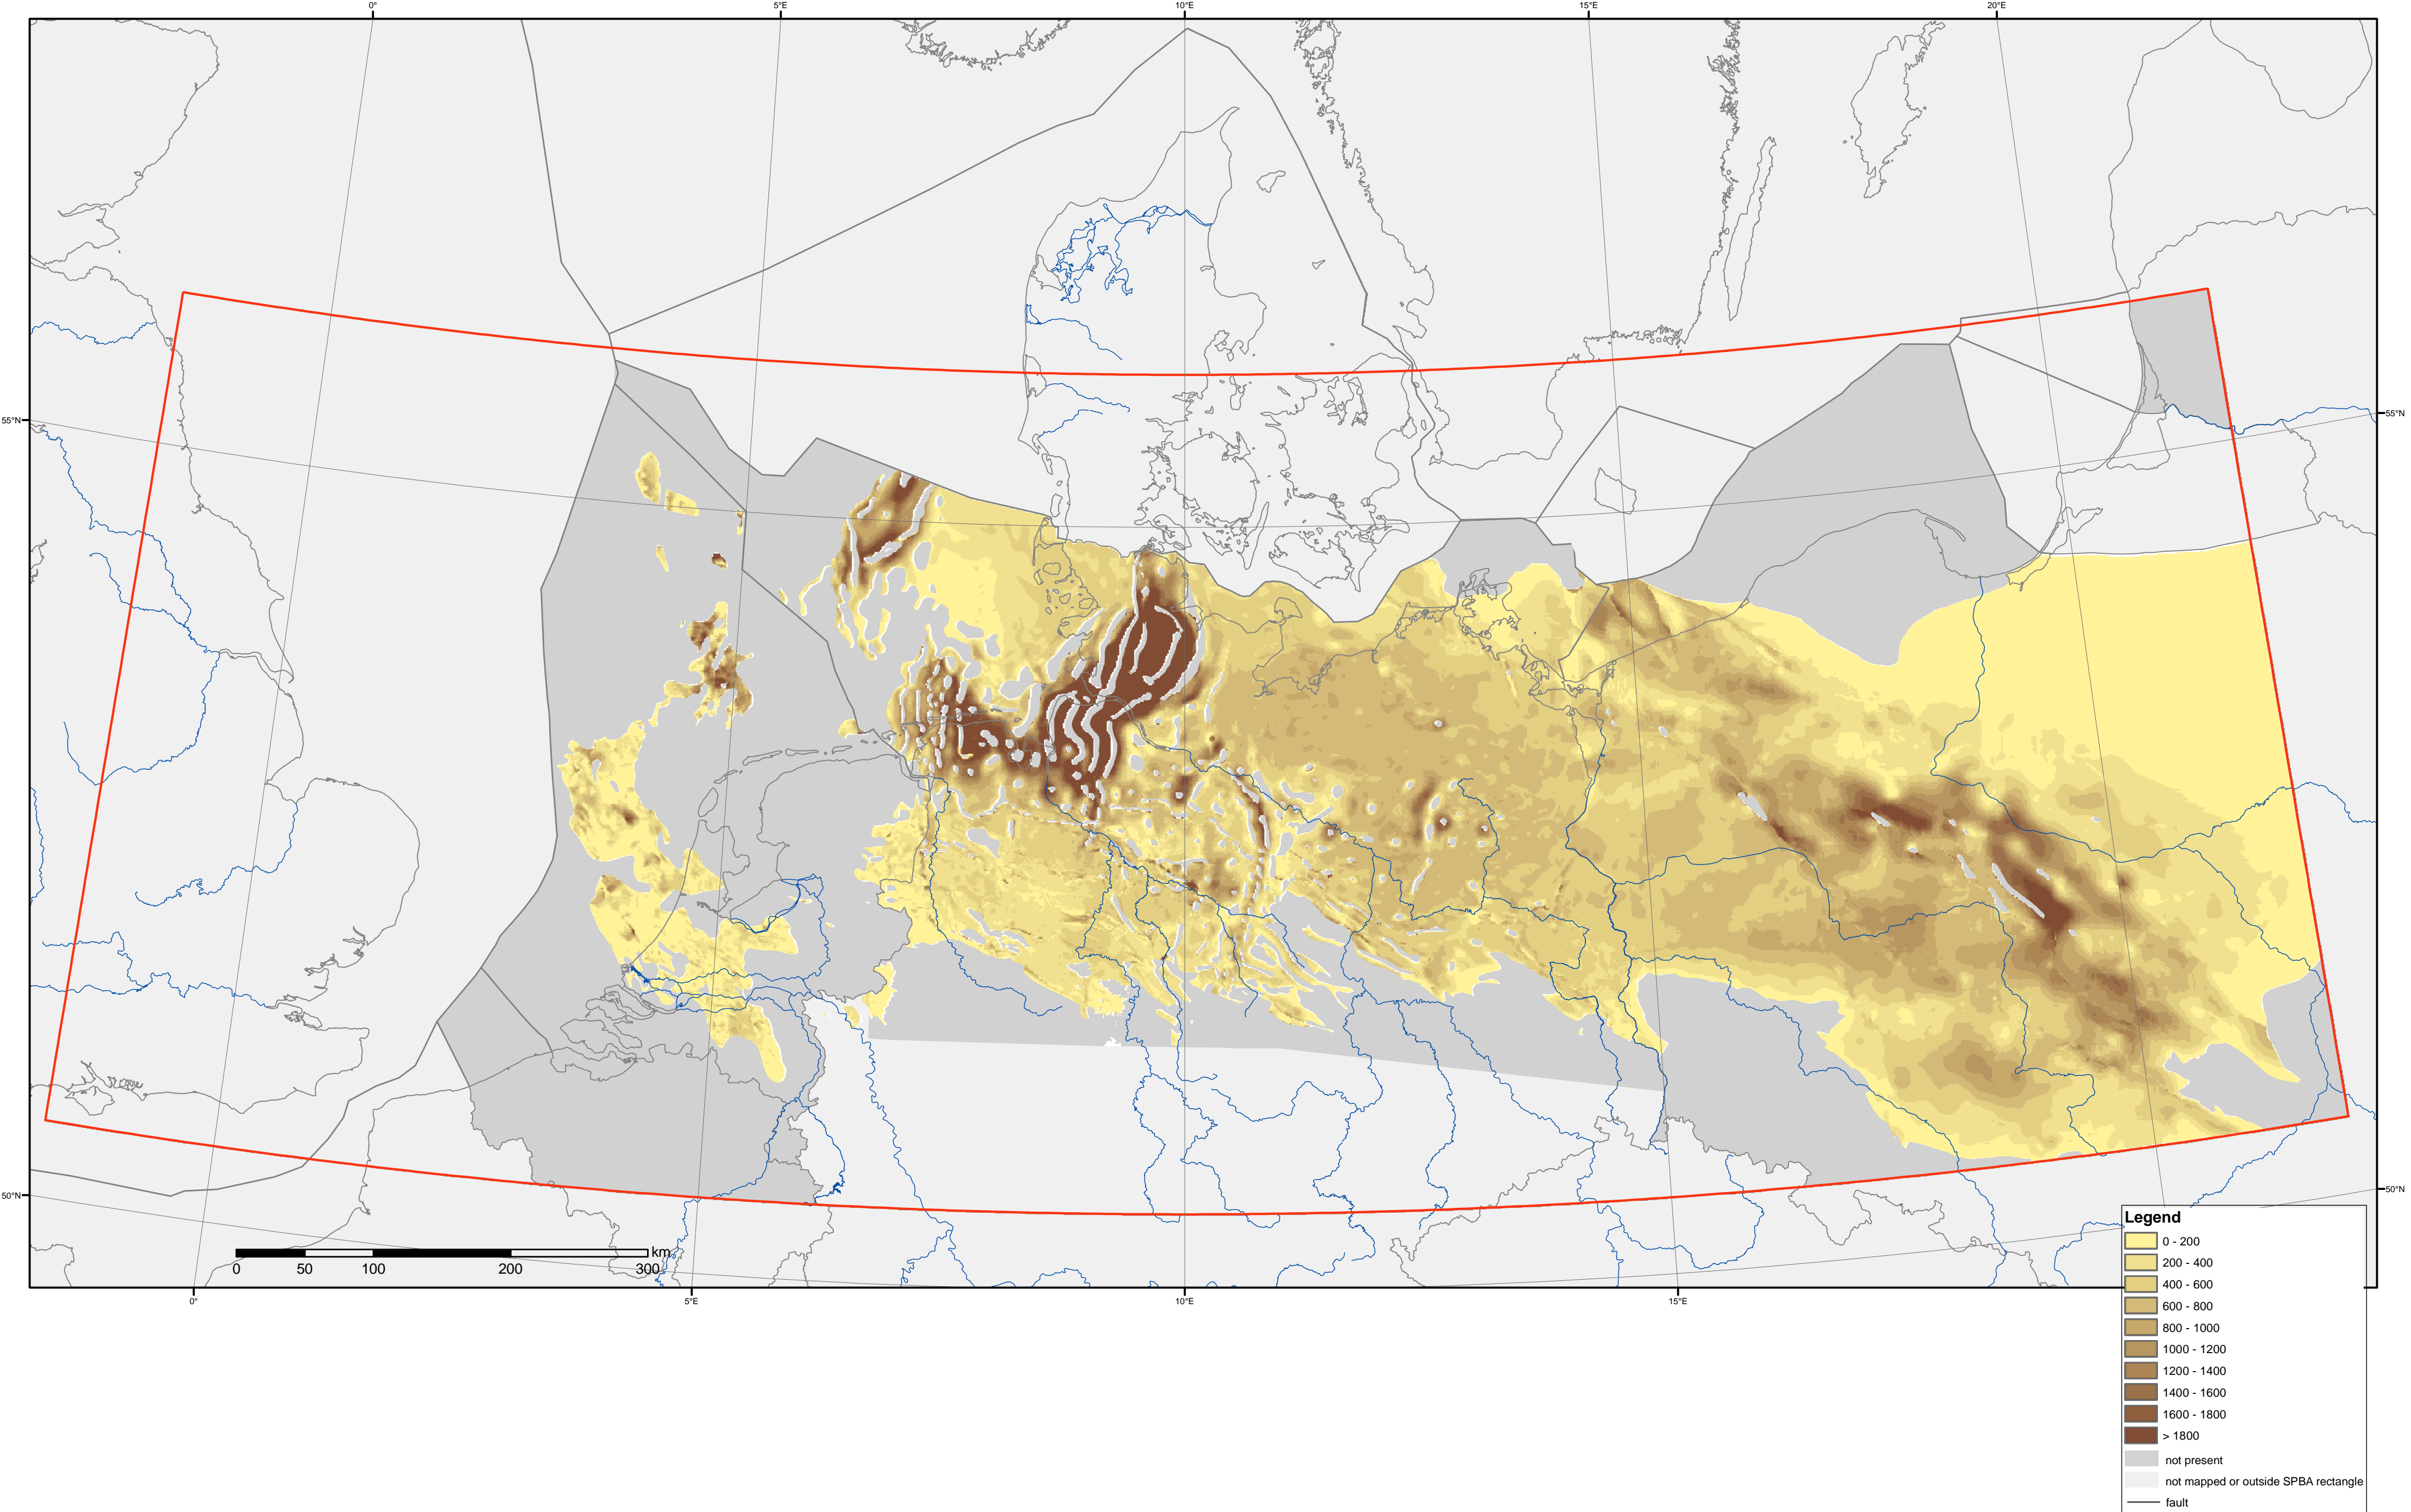 0° 5°E 10°E 15°E 20°E
55°N 55°N
50°N 50°N
km
0 50 100 200 300
0° 5°E 10°E 15°E
Legend
0 - 200
200 - 400
400 - 600
600 - 800
800 - 1000
1000 - 1200
1200 - 1400
1400 - 1600
1600 - 1800
> 1800
not present
not mapped or outside SPBA rectangle
fault